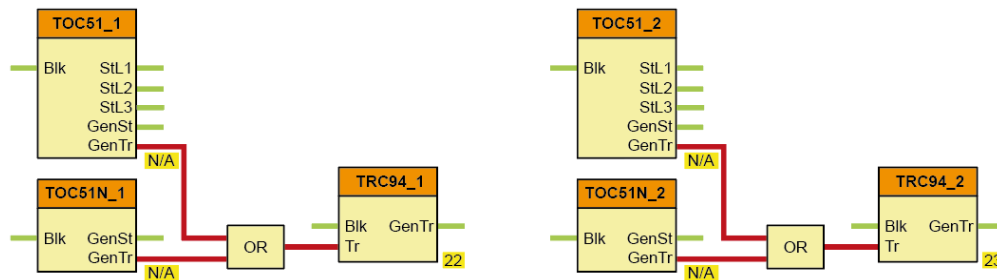 TOC51_1
Blk
StL1
StL2
StL3
GenSt
GenTr
N/A
TOC51N_1
Blk
GenSt
GenTr
N/A
OR
TRC94_1
Blk
GenTr
Tr
22
TOC51_2
Blk
StL1
StL2
StL3
GenSt
GenTr
N/A
TOC51N_2
Blk
GenSt
GenTr
N/A
OR
TRC94_2
Blk
GenTr
Tr
23